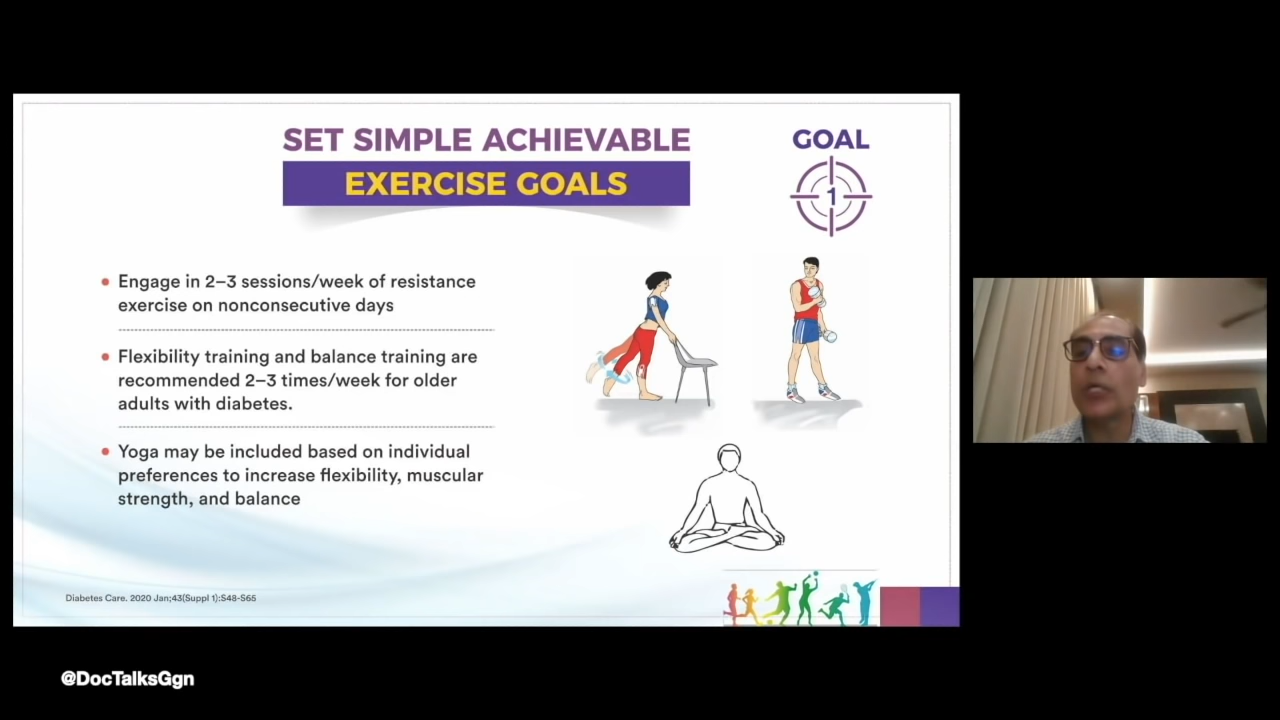 SET SIMPLE ACHIEVABLE
EXERCISE GOALS
GOAL
1
• Engage in 2–3 sessions/week of resistance
exercise on nonconsecutive days
• Flexibility training and balance training are
recommended 2–3 times/week for older
adults with diabetes.
• Yoga may be included based on individual
preferences to increase flexibility, muscular
strength, and balance
Diabetes Care. 2020 Jan;43(Suppl 1):S48-S65
@DocTalksGgn